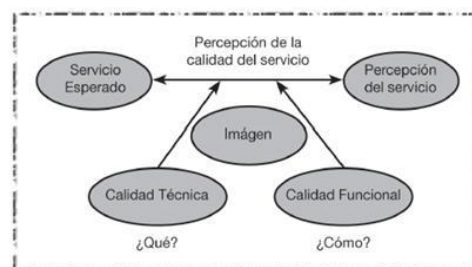 Percepción de la
calidad del servicio
Servicio
Esperado
Percepción
del servicio
Imágen
Calidad Técnica
Calidad Funcional
¿Qué?
¿Cómo?